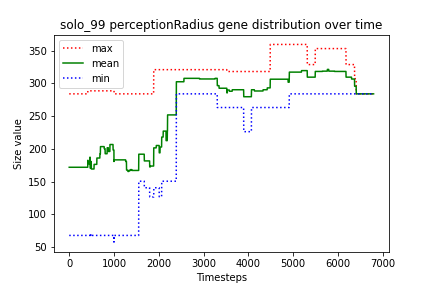 solo_99 perceptionRadius gene distribution over time
max
mean
min
Size value
350
300
250
200
150
100
50
0
1000
2000
3000
4000
5000
6000
7000
Timesteps